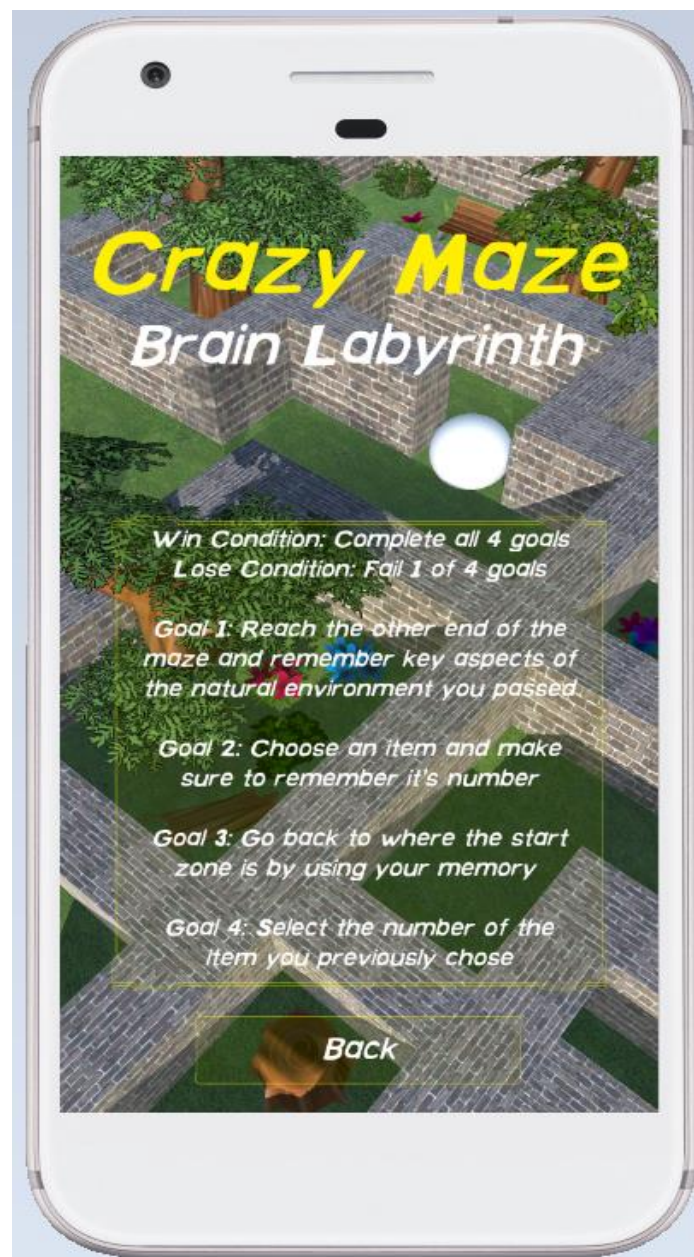 Crazy Maze
Brain Labyrinth
Win Condition: Complete all 4 goals
Lose Condition: Fail 1 of 4 goals
Goal 1: Reach the other end of the
maze and remember key aspects of
the natural environment you passed
Goal 2: Choose an item and make
sure to remember it's number
Goal 3: Go back to where the start
zone is by using your memory
Goal 4: Select the number of the
item you previously chose
Back